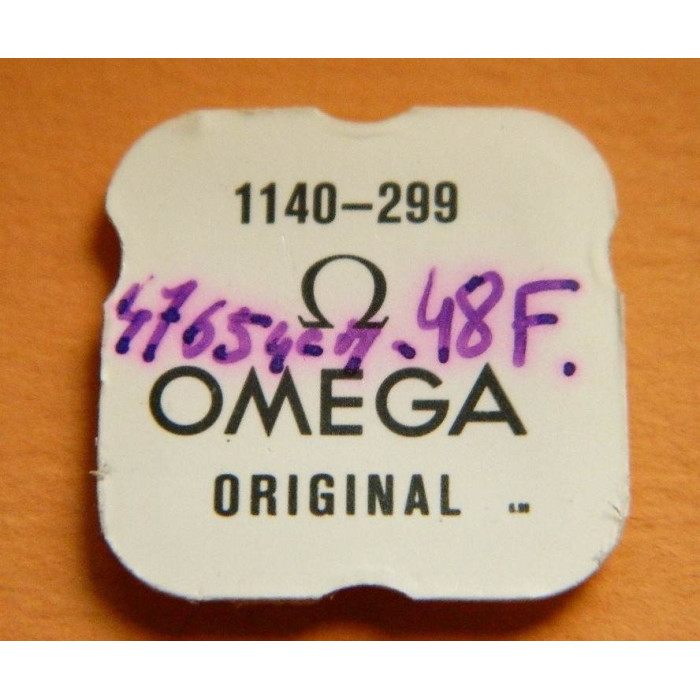 1140-299
Ω
48F.
OMEGA
ORIGINAL